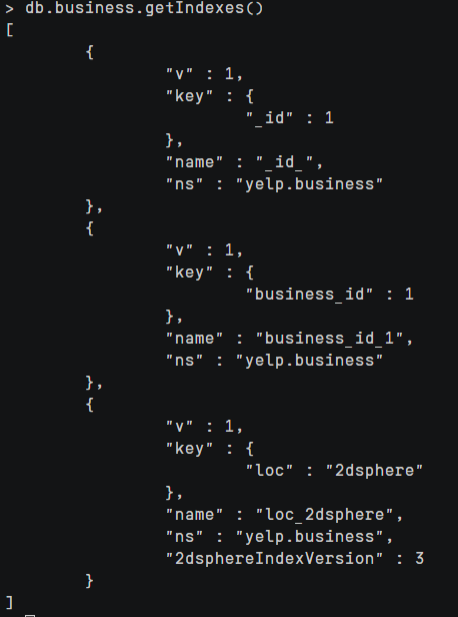 > db.business.getIndexes()
[
{
"v" : 1,
"key" : {
"_id" : 1
},
"name" : "_id_",
"ns" : "yelp.business"
},
{
"v" : 1,
"key" : {
"business_id" : 1
},
"name" : "business_id_1",
"ns" : "yelp.business"
},
{
"v" : 1,
"key" : {
"loc" : "2dsphere"
},
"name" : "loc_2dsphere",
"ns" : "yelp.business",
"2dsphereIndexVersion" : 3
}
]